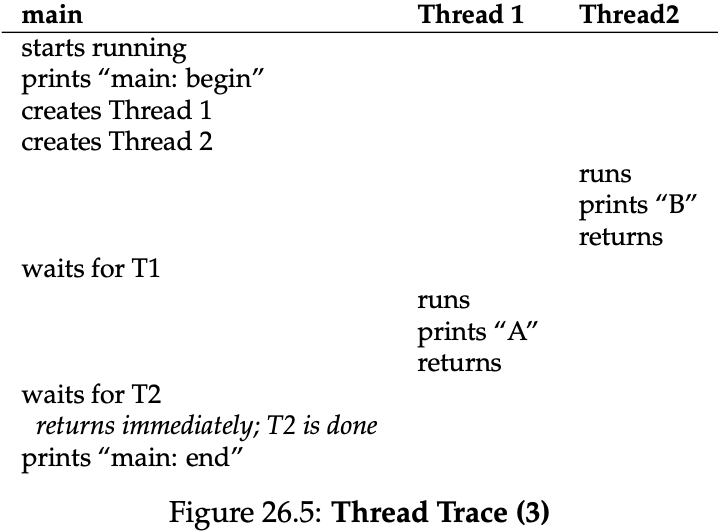 main Thread 1 Thread2
starts running
prints “main: begin”
creates Thread 1
creates Thread 2
runs
prints “B”
returns
waits for T1
runs
prints “A”
returns
waits for T2
returns immediately; T2 is done
prints “main: end”
Figure 26.5: Thread Trace (3)